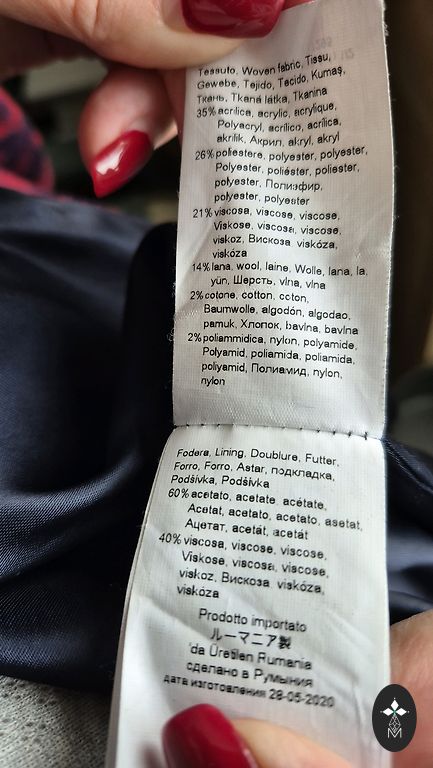 Tessuto, Woven fabric, Tissu,
Gewebe, Tejido, Tecido, Kumaş,
Ткань, Tkaná látka, Tkanina
35% acrilica, acrylic, acrylique,
Polyacryl, acrílico, acrílica,
akrilik, Акрил, akryl, akryl
26% poliestere, polyester, polyester,
Polyester, poliéster, poliester,
polyester, Полиэфир,
polyester, polyester
21% viscosa, viscose, viscose,
Viskose, viscosa, viscose,
viskoz, Вискоза viskóza,
viskóza
14% lana, wool, laine, Wolle, lana, la,
yün, Шерсть, vlna, vlna
2% cotone, cotton, coton,
Baumwolle, algodón, algodao,
pamuk, Хлопок, bavlna, bavlna
2% poliammidica, nylon, polyamide,
Polyamid, poliamida, poliamida,
poliyamid, Полиамид, nylon,
nylon
Fodera, Lining, Doublure, Futter,
Forro, Forro, Astar, подкладка,
Podšívka, Podšívka
60% acetato, acetate, acétate,
Acetat, acetato, acetato, asetat,
Ацетат, acetát, acetát
40% viscosa, viscose, viscose,
Viskose, viscosa, viscose,
viskoz, Вискоза viskóza,
viskóza
Prodotto importato
ルーマニア製
'da Üretilen Rumania
сделано в Румыния
дата изготовления 28-05-2020
M